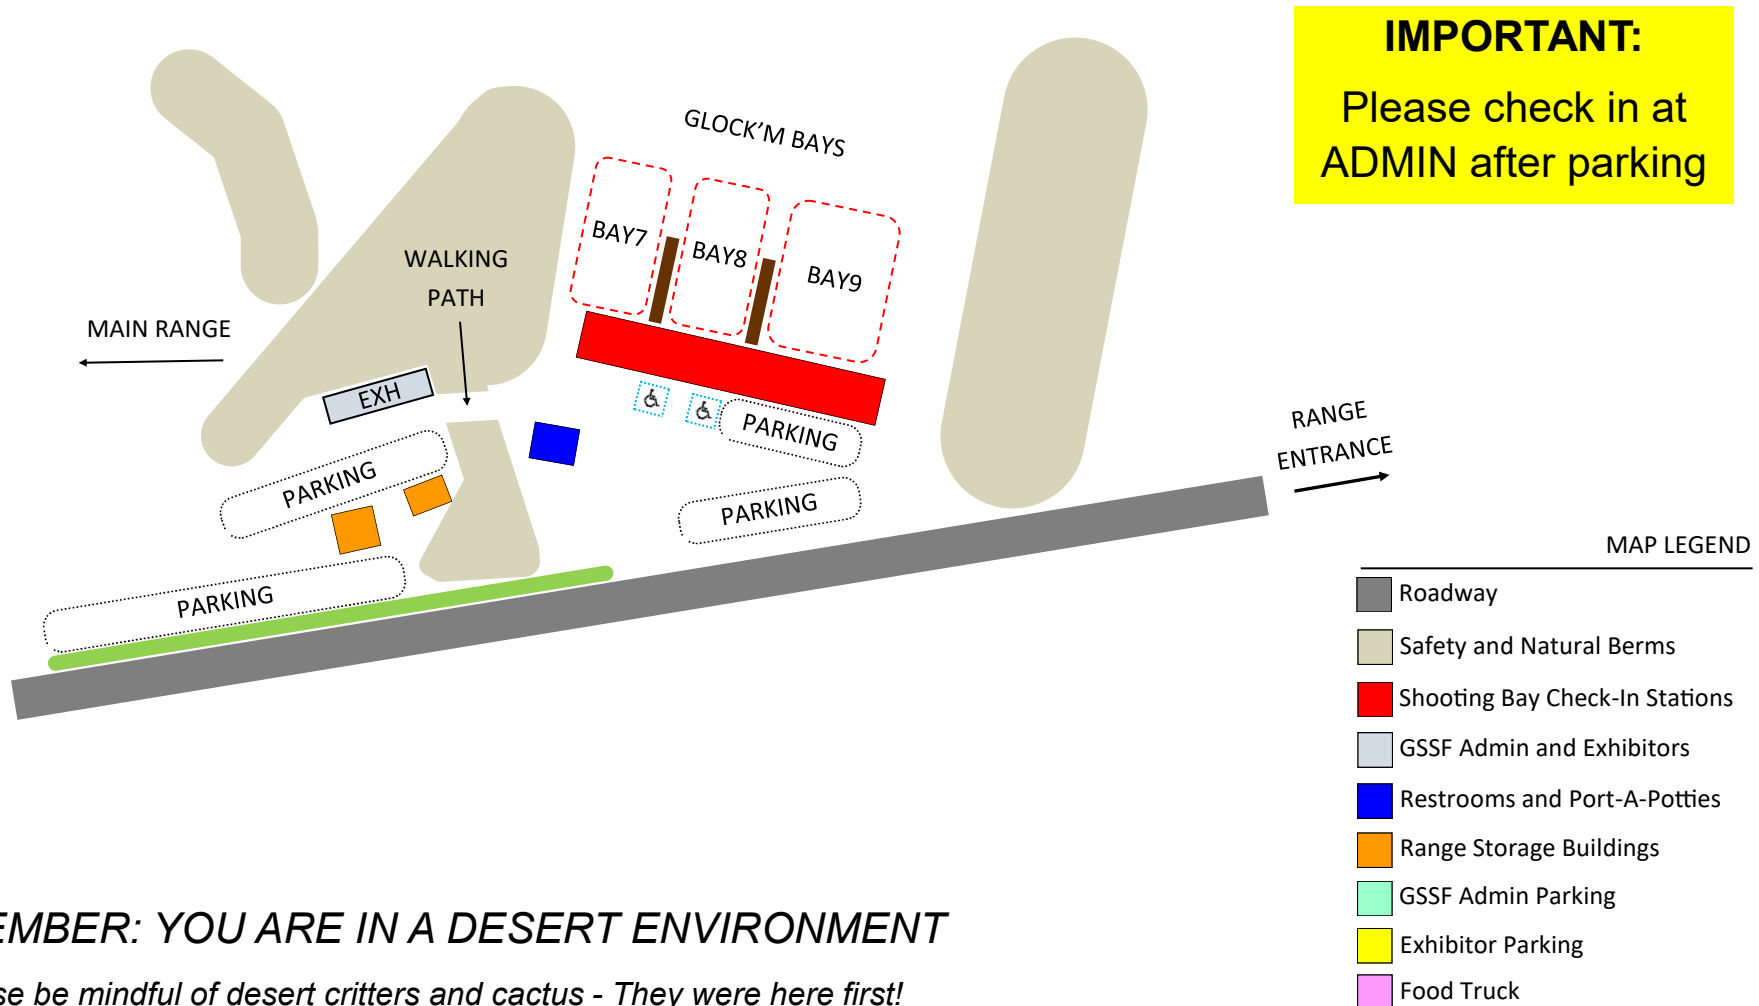 IMPORTANT:
Please check in at
ADMIN after parking
GLOCK'M BAYS
BAY7
BAY8
BAY9
WALKING
PATH
MAIN RANGE
EXH
PARKING
PARKING
PARKING
PARKING
RANGE
ENTRANCE
MAP LEGEND
Roadway
Safety and Natural Berms
Shooting Bay Check-In Stations
GSSF Admin and Exhibitors
Restrooms and Port-A-Potties
Range Storage Buildings
GSSF Admin Parking
Exhibitor Parking
Food Truck
EMBER: YOU ARE IN A DESERT ENVIRONMENT
se be mindful of desert critters and cactus - They were here first!